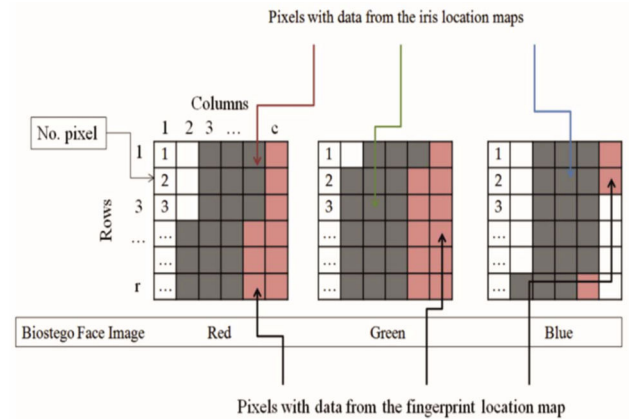 Pixels with data from the iris location maps
Columns
No. pixel
1 2 3 ... c
Rows
1 1 1 1
2 2 2
3 3 3 3
... ... ... ...
... ... ...
r ... ... ...
Biostego Face Image Red Green Blue
Pixels with data from the fingerprint location map